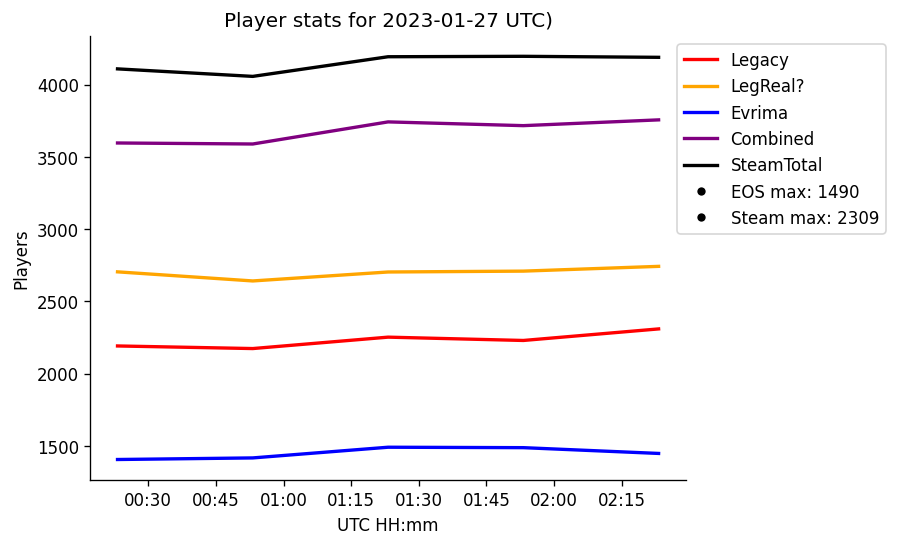 Player stats for 2023-01-27 UTC)
Legacy
LegReal?
Evrima
Combined
SteamTotal
EOS max: 1490
Steam max: 2309
Players
4000
3500
3000
2500
2000
1500
00:30 00:45 01:00 01:15 01:30 01:45 02:00 02:15
UTC HH:mm